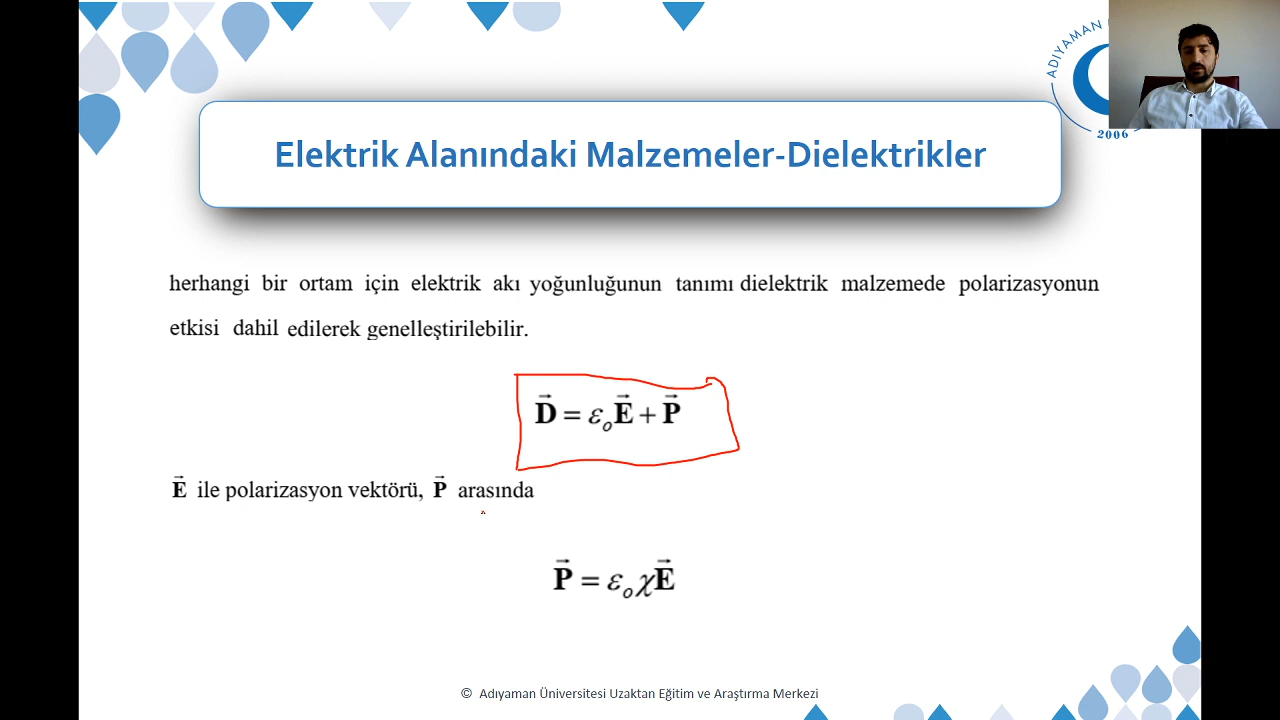 ADIYAMAN
2006
Elektrik Alanındaki Malzemeler-Dielektrikler
herhangi bir ortam için elektrik akı yoğunluğunun tanımı dielektrik malzemede polarizasyonun
etkisi dahil edilerek genelleştirilebilir.
D⃗ = εₒE⃗ + P⃗
E⃗ ile polarizasyon vektörü, P⃗ arasında
P⃗ = εₒχE⃗
© Adıyaman Üniversitesi Uzaktan Eğitim ve Araştırma Merkezi